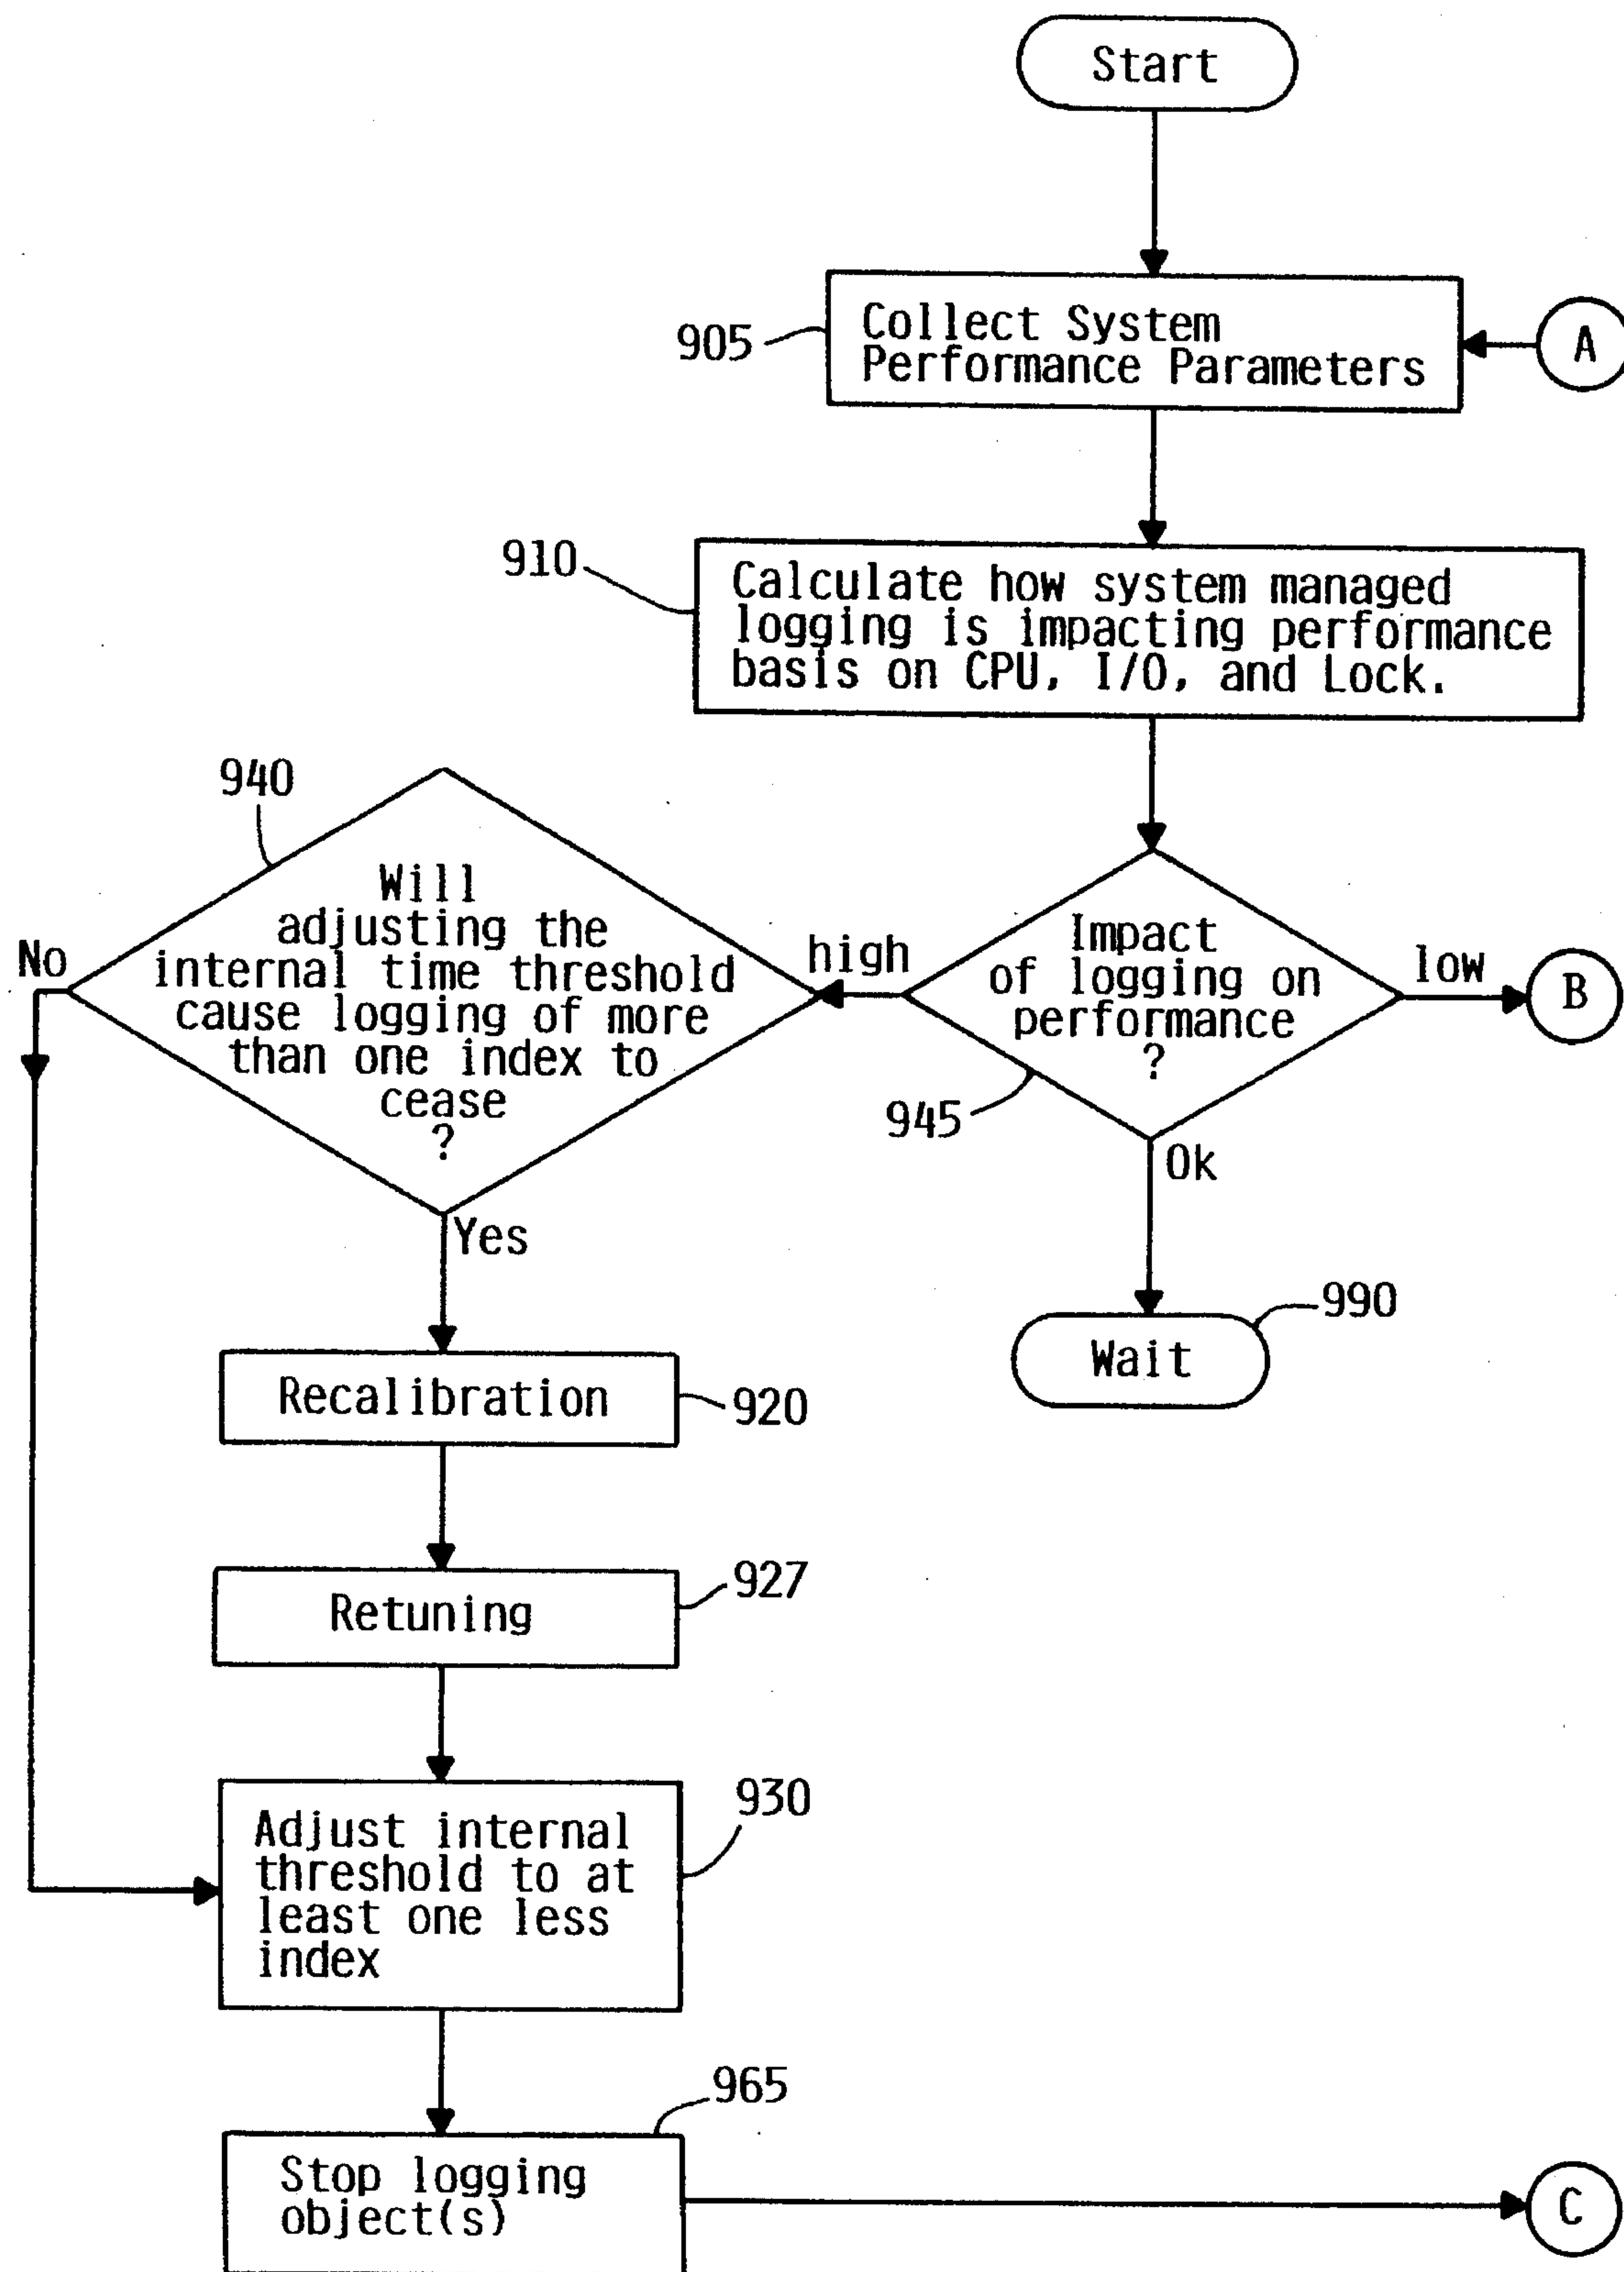 Start
905
Collect System
Performance Parameters
A
910
Calculate how system managed
logging is impacting performance
basis on CPU, I/O, and Lock.
940
Will
adjusting the
internal time threshold
cause logging of more
than one index to
cease
?
No
Yes
high
Impact
of logging on
performance
?
low
B
945
Ok
990
Wait
Recalibration
920
Retuning
927
930
Adjust internal
threshold to at
least one less
index
965
Stop logging
object(s)
C